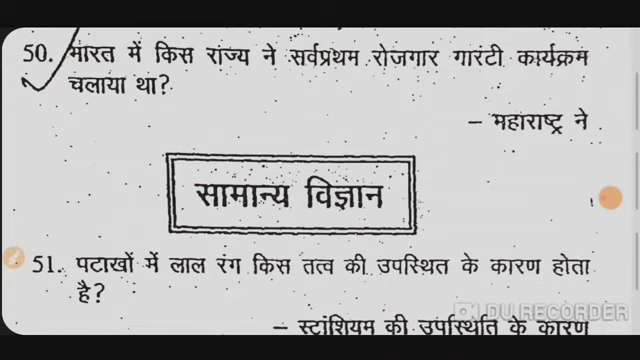 50. भारत में किस राज्य ने सर्वप्रथम रोजगार गारंटी कार्यक्रम
चलाया था?
– महाराष्ट्र ने
सामान्य विज्ञान
51. पटाखों में लाल रंग किस तत्व की उपस्थित के कारण होता
है?
DU RECORDER
– स्ट्रांशियम की उपस्थिति के कारण